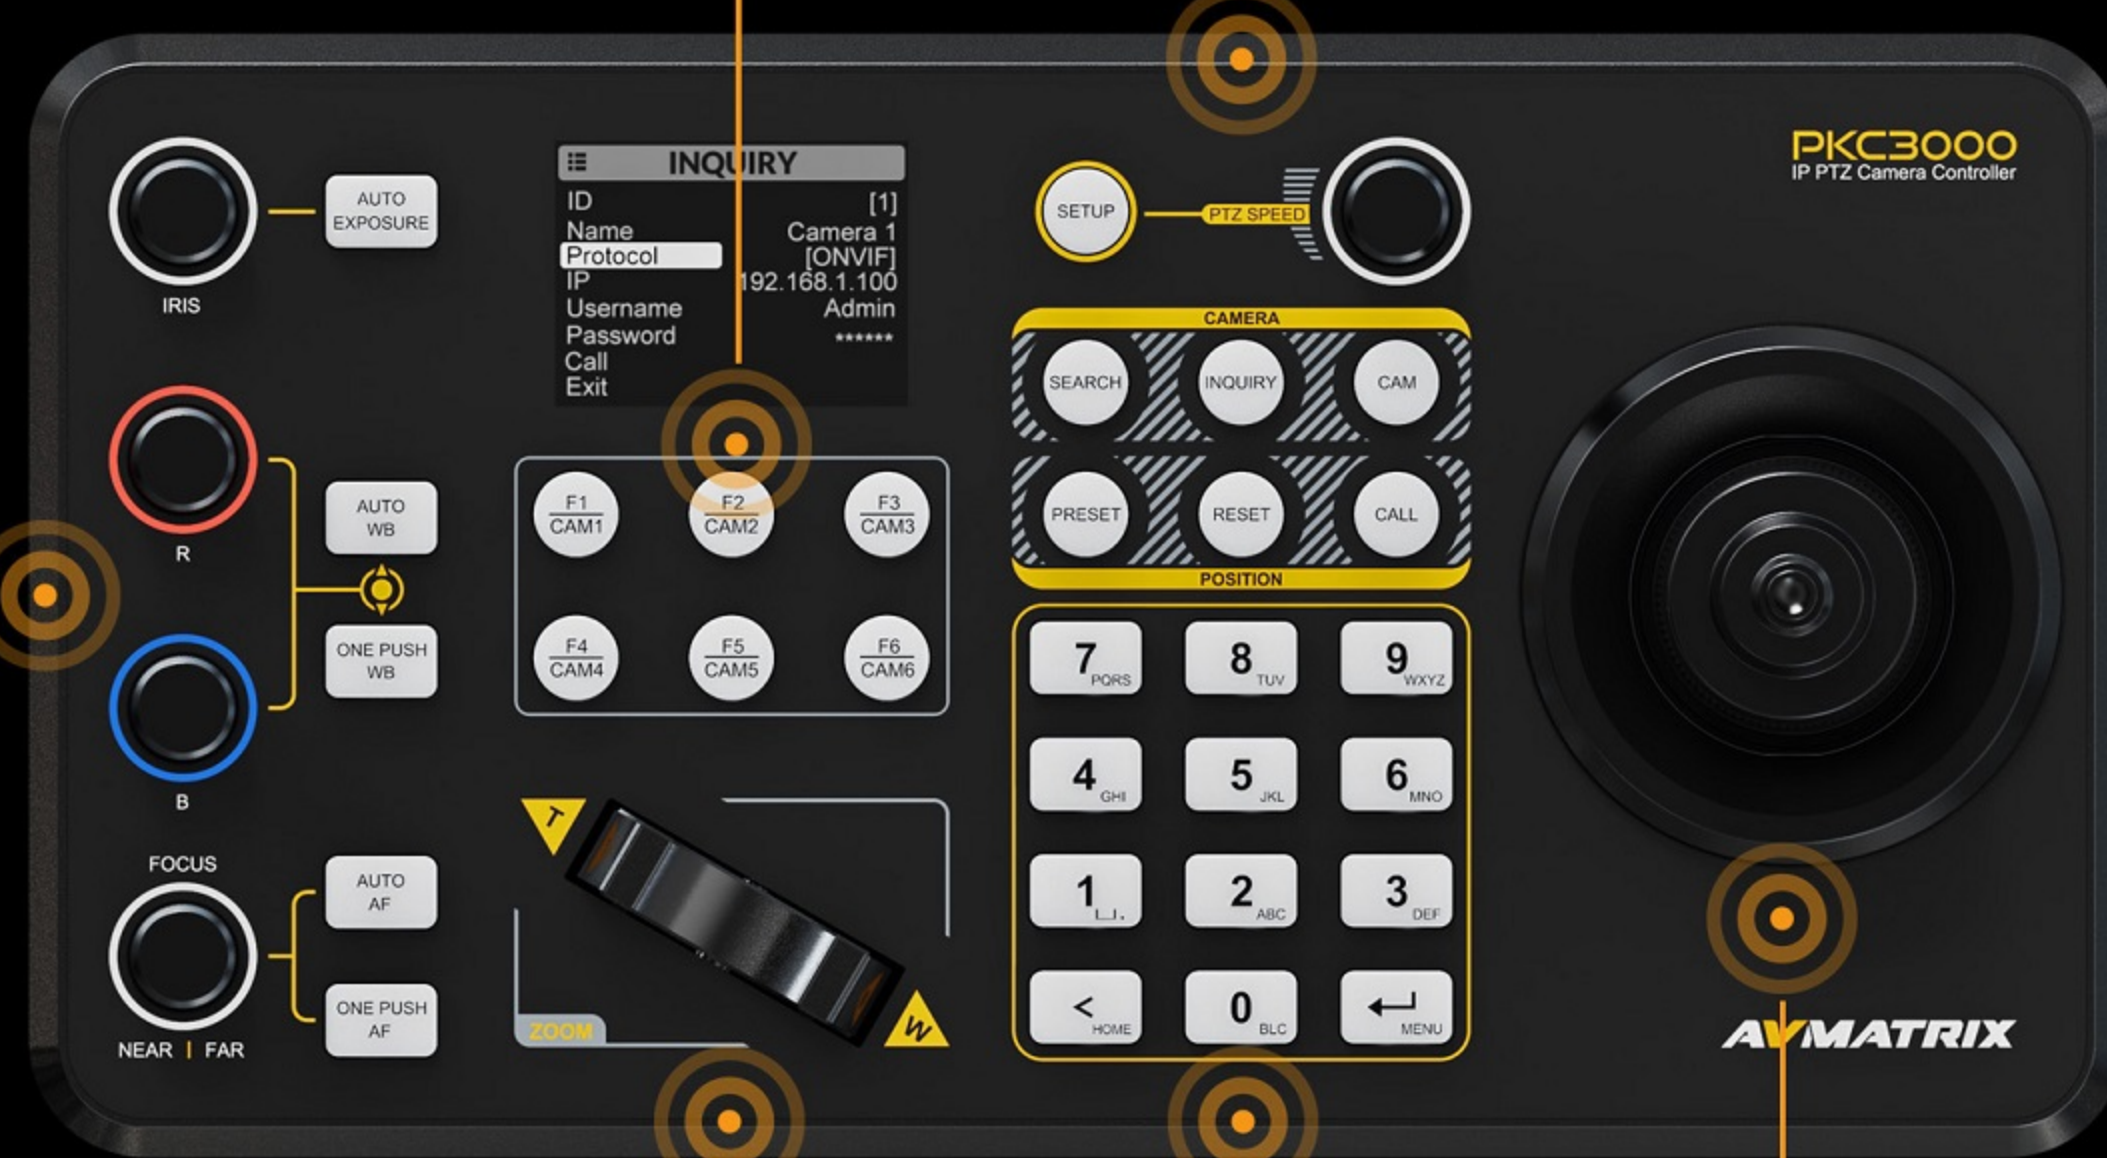 PKC3000
IP PTZ Camera Controller
AUTO
EXPOSURE
IRIS
INQUIRY
ID [1]
Name Camera 1
Protocol [ONVIF]
IP 192.168.1.100
Username Admin
Password ******
Call
Exit
SETUP
PTZ SPEED
CAMERA
SEARCH
INQUIRY
CAM
PRESET
RESET
CALL
POSITION
R
AUTO
WB
ONE PUSH
WB
B
F1
CAM1
F2
CAM2
F3
CAM3
F4
CAM4
F5
CAM5
F6
CAM6
7 PQRS
8 TUV
9 WXYZ
4 GHI
5 JKL
6 MNO
1 ⎵.
2 ABC
3 DEF
< HOME
0 BLC
↵ MENU
FOCUS
AUTO
AF
ONE PUSH
AF
NEAR | FAR
T
W
ZOOM
AVMATRIX